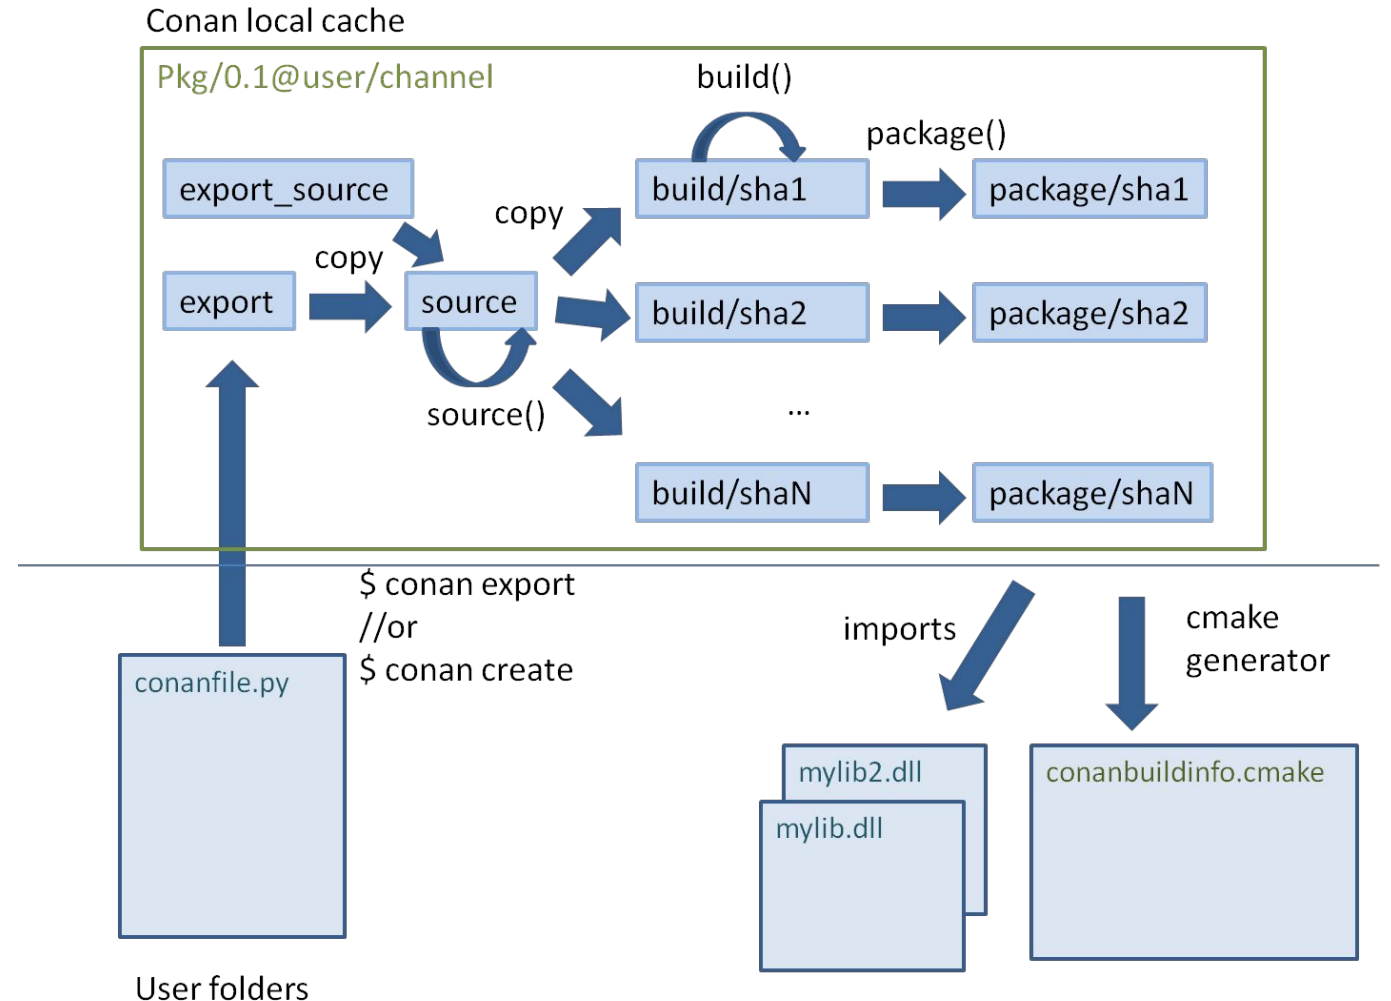 Conan local cache
Pkg/0.1@user/channel
build()
package()
export_source
build/sha1
package/sha1
copy
copy
export
source
build/sha2
package/sha2
source()
...
build/shaN
package/shaN
$ conan export
//or
$ conan create
imports
cmake
generator
conanfile.py
mylib2.dll
conanbuildinfo.cmake
mylib.dll
User folders